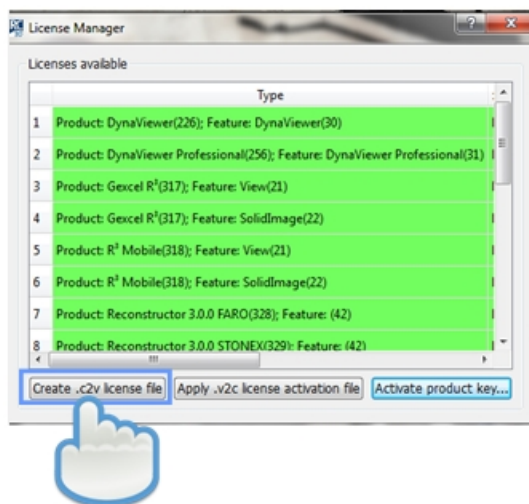 License Manager
Licenses available
Type
1 Product: DynaViewer(226); Feature: DynaViewer(30)
2 Product: DynaViewer Professional(256); Feature: DynaViewer Professional(31)
3 Product: Gexcel R³(317); Feature: View(21)
4 Product: Gexcel R³(317); Feature: SolidImage(22)
5 Product: R³ Mobile(318); Feature: View(21)
6 Product: R³ Mobile(318); Feature: SolidImage(22)
7 Product: Reconstructor 3.0.0 FARO(328); Feature: (42)
8 Product: Reconstructor 3.0.0 STONEX(329); Feature: (42)
Create .c2v license file Apply .v2c license activation file Activate product key...